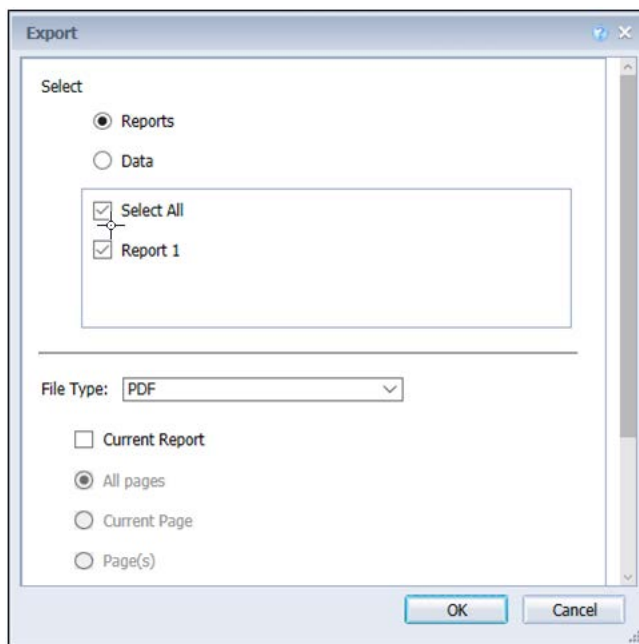 Export
Select
Reports
Data
Select All
Report 1
File Type: PDF
Current Report
All pages
Current Page
Page(s)
OK Cancel